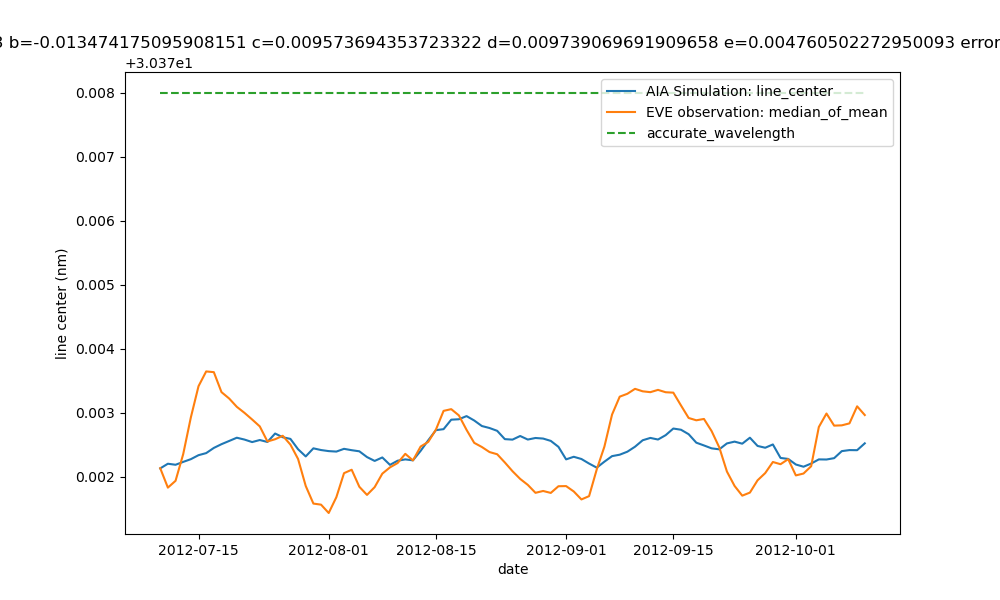 3 b=-0.013474175095908151 c=0.009573694353723322 d=0.009739069691909658 e=0.004760502272950093 error
+3.037e1
0.008
0.007
0.006
0.005
0.004
0.003
0.002
line center (nm)
AIA Simulation: line_center
EVE observation: median_of_mean
accurate_wavelength
2012-07-15 2012-08-01 2012-08-15 2012-09-01 2012-09-15 2012-10-01
date